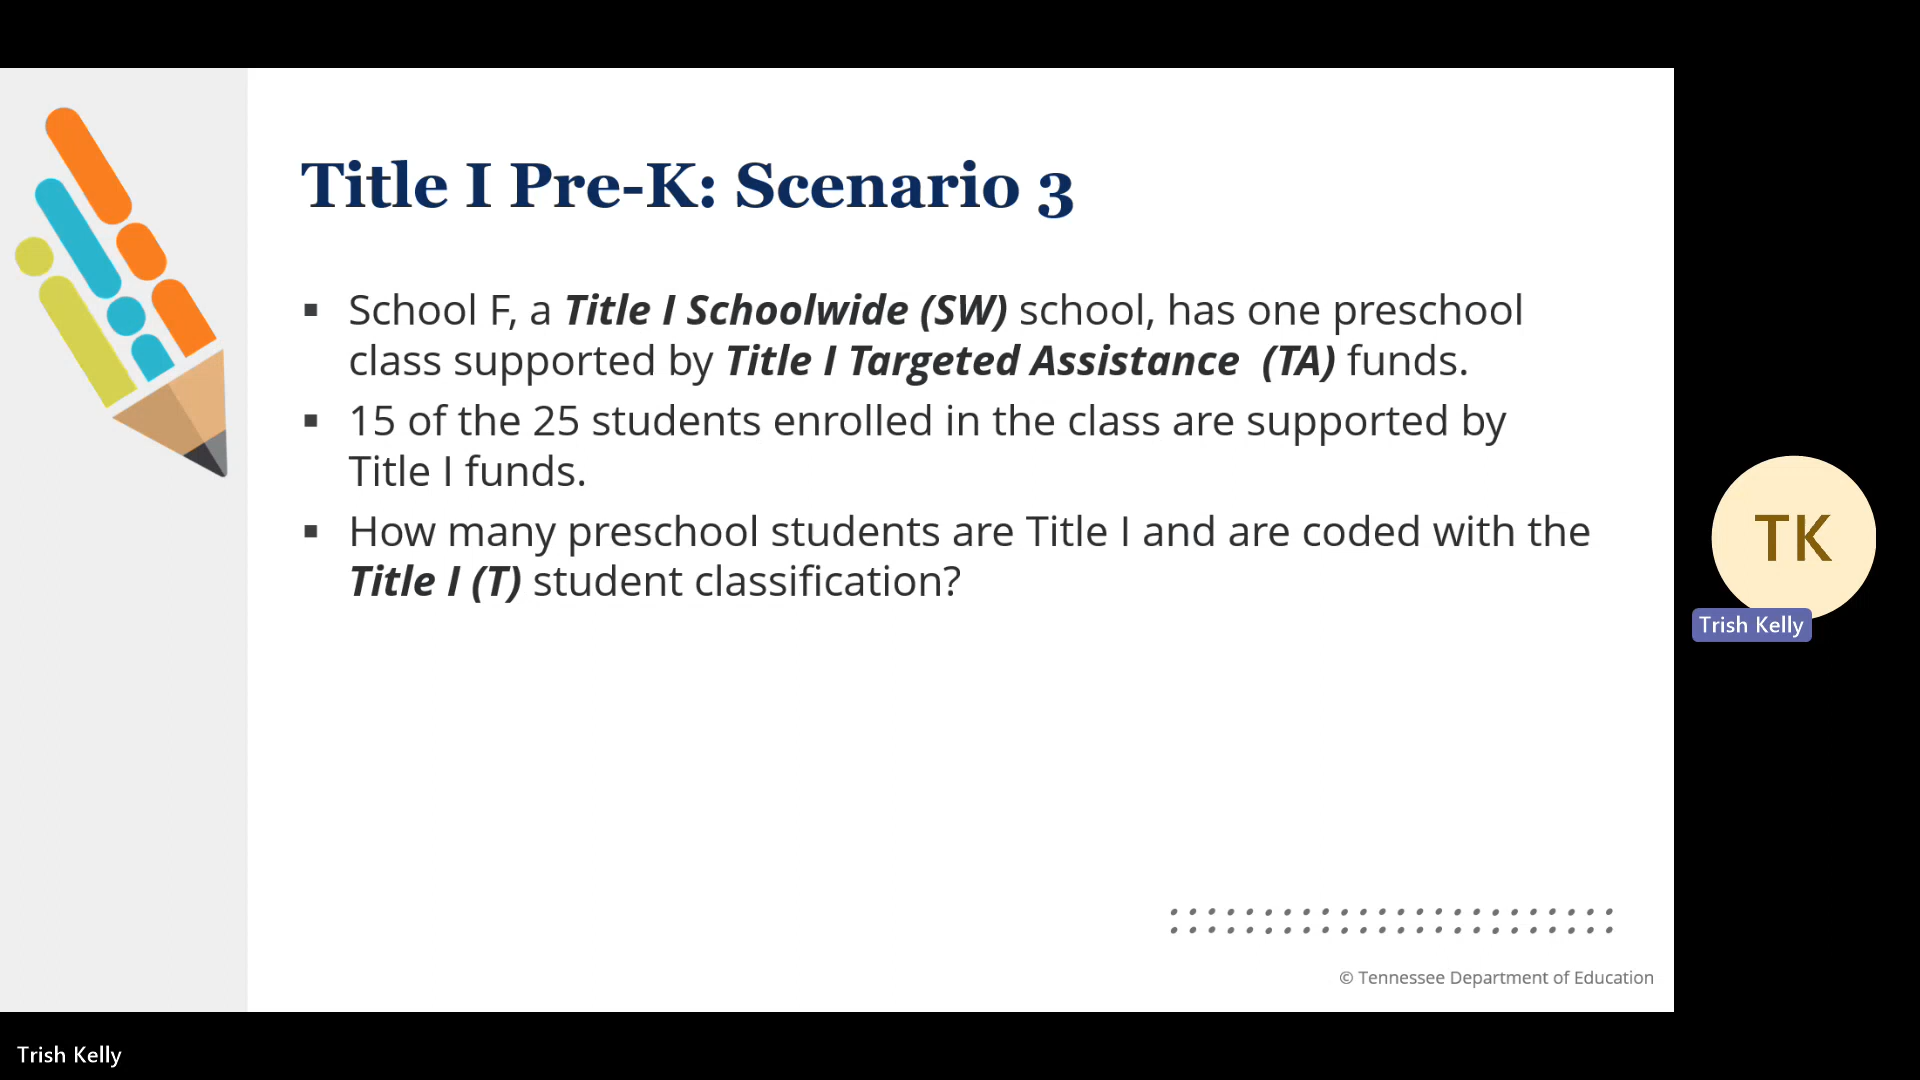 Title I Pre-K: Scenario 3
▪ School F, a Title I Schoolwide (SW) school, has one preschool
class supported by Title I Targeted Assistance (TA) funds.
▪ 15 of the 25 students enrolled in the class are supported by
Title I funds.
▪ How many preschool students are Title I and are coded with the
Title I (T) student classification?
TK
Trish Kelly
© Tennessee Department of Education
Trish Kelly